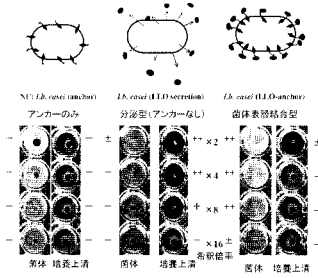 NC: Lb. casei (anchor)
アンカーのみ
Lb. casei (LLO secretion)
分泌型(アンカーなし)
Lb. casei (LLO-anchor)
菌体表層結合型
− − ± ++ ×2 ++ ±
− − − ++ ×4 ++ −
− − − + ×8 ++ −
− − − ++ ×16 ± −
希釈倍率
菌体 培養上清
菌体 培養上清
菌体 培養上清